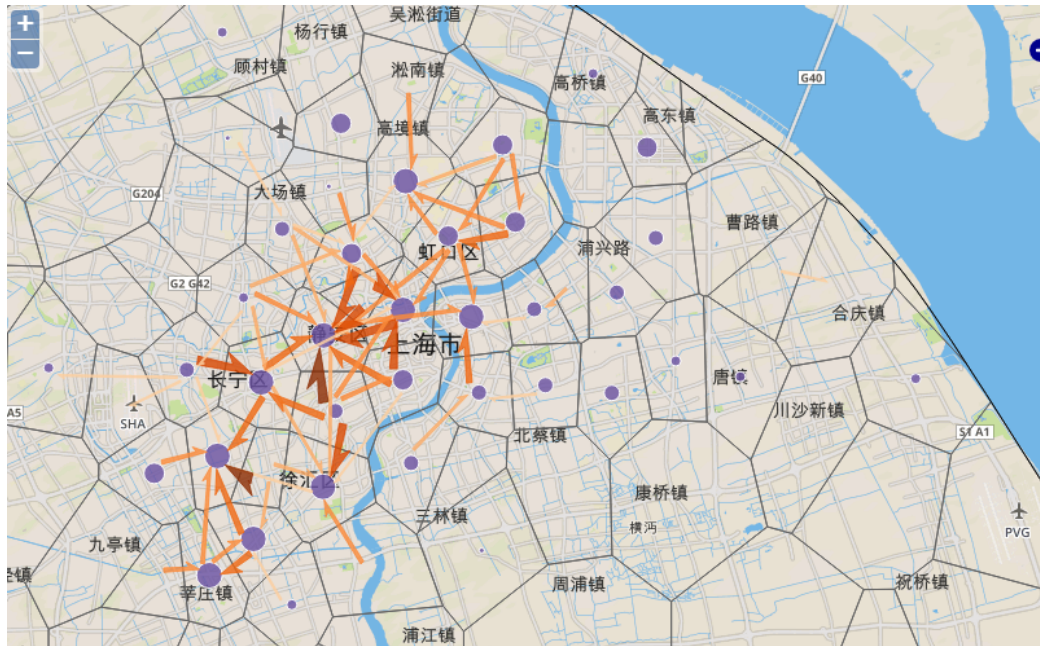 +
−
吴淞街道
杨行镇
顾村镇
淞南镇
高桥镇
G40
高东镇
高境镇
G204
大场镇
曹路镇
虹口区
浦兴路
G2 G42
合庆镇
上海市
长宁区
唐镇
A5
SHA
川沙新镇
北蔡镇
S1 A1
徐汇区
康桥镇
三林镇
横沔
九亭镇
PVG
周浦镇
祝桥镇
莘庄镇
浦江镇